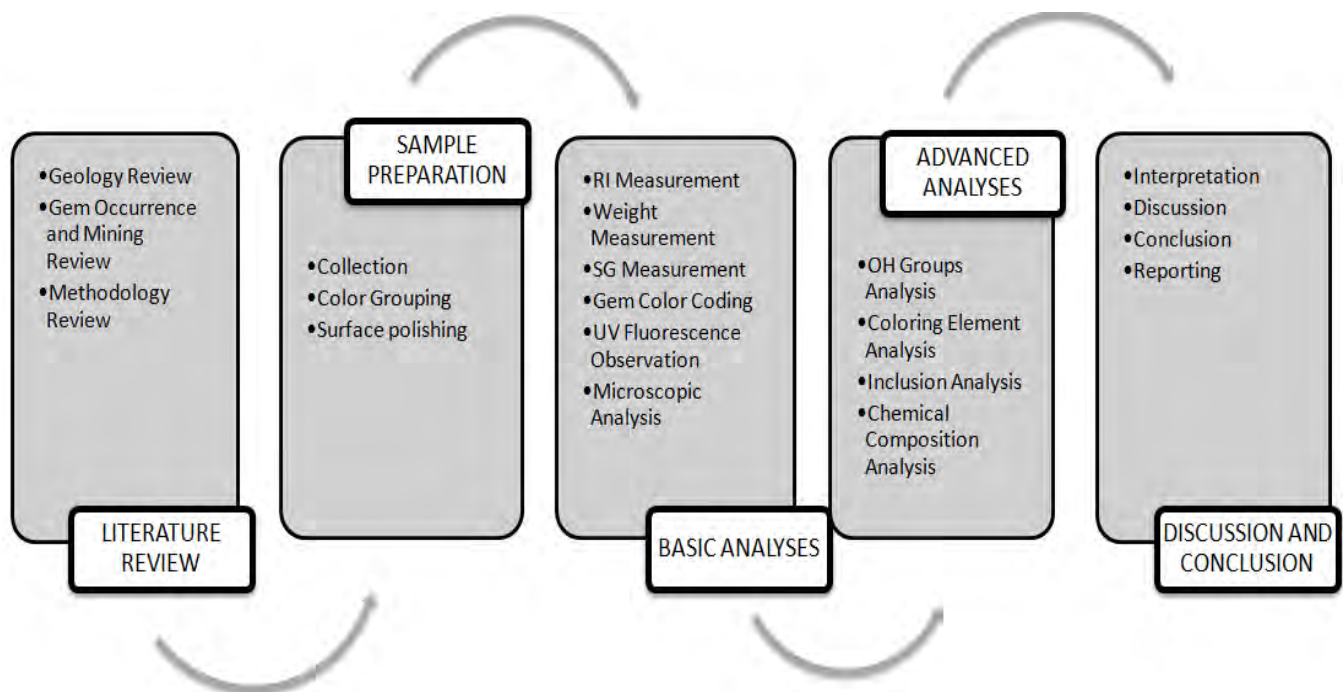 •Geology Review
•Gem Occurrence
and Mining
Review
•Methodology
Review
LITERATURE
REVIEW
SAMPLE
PREPARATION
•Collection
•Color Grouping
•Surface polishing
•RI Measurement
•Weight
Measurement
•SG Measurement
•Gem Color Coding
•UV Fluorescence
Observation
•Microscopic
Analysis
BASIC ANALYSES
ADVANCED
ANALYSES
•OH Groups
Analysis
•Coloring Element
Analysis
•Inclusion Analysis
•Chemical
Composition
Analysis
•Interpretation
•Discussion
•Conclusion
•Reporting
DISCUSSION AND
CONCLUSION